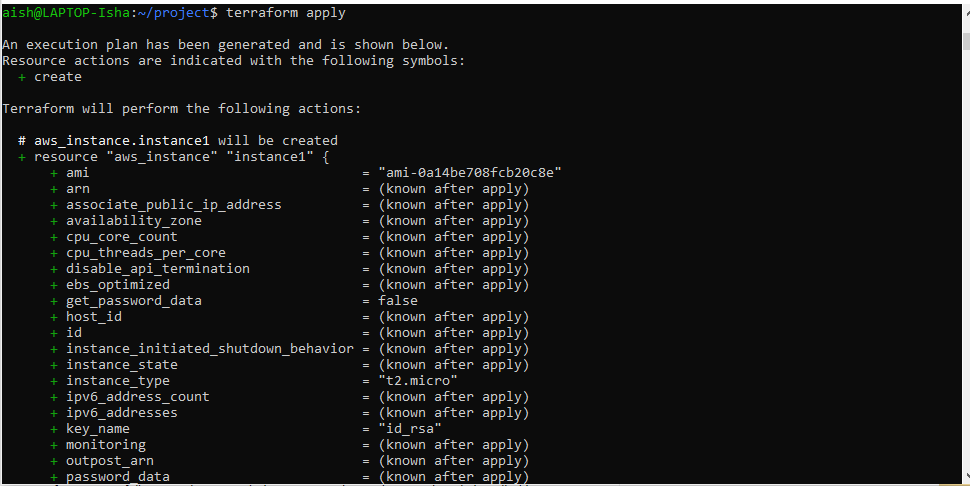 aish@LAPTOP-Isha:~/project$ terraform apply
An execution plan has been generated and is shown below.
Resource actions are indicated with the following symbols:
+ create
Terraform will perform the following actions:
# aws_instance.instance1 will be created
+ resource "aws_instance" "instance1" {
+ ami = "ami-0a14be708fcb20c8e"
+ arn = (known after apply)
+ associate_public_ip_address = (known after apply)
+ availability_zone = (known after apply)
+ cpu_core_count = (known after apply)
+ cpu_threads_per_core = (known after apply)
+ disable_api_termination = (known after apply)
+ ebs_optimized = (known after apply)
+ get_password_data = false
+ host_id = (known after apply)
+ id = (known after apply)
+ instance_initiated_shutdown_behavior = (known after apply)
+ instance_state = (known after apply)
+ instance_type = "t2.micro"
+ ipv6_address_count = (known after apply)
+ ipv6_addresses = (known after apply)
+ key_name = "id_rsa"
+ monitoring = (known after apply)
+ outpost_arn = (known after apply)
+ password_data = (known after apply)